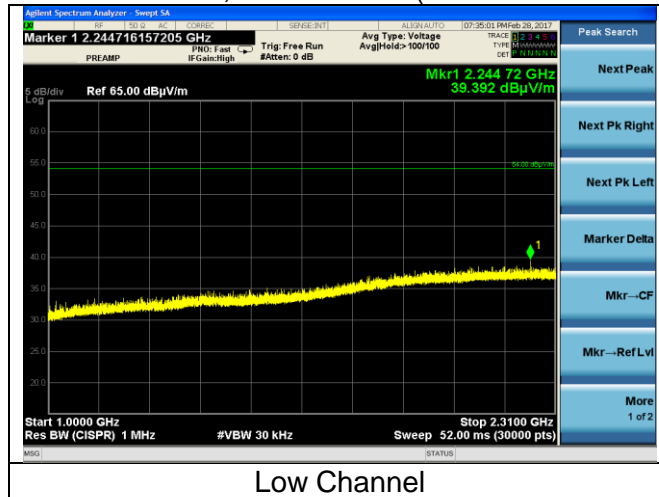 Agilent Spectrum Analyzer - Swept SA
RF 50 Ω AC CORREC SENSE:INT ALIGN AUTO 07:35:01 PM Feb 28, 2017
Marker 1 2.244716157205 GHz
PREAMP
PNO: Fast
IFGain:High
Trig: Free Run
#Atten: 0 dB
Avg Type: Voltage
Avg|Hold:> 100/100
TRACE 1 2 3 4 5 6
TYPE M
DET P N N N N N
Peak Search
Mkr1 2.244 72 GHz
39.392 dBµV/m
5 dB/div Ref 65.00 dBµV/m
Log
60.0
55.0
54.00 dBµV/m
50.0
45.0
40.0
1
35.0
30.0
25.0
20.0
Start 1.0000 GHz Stop 2.3100 GHz
Res BW (CISPR) 1 MHz #VBW 30 kHz Sweep 52.00 ms (30000 pts)
MSG STATUS
Next Peak
Next Pk Right
Next Pk Left
Marker Delta
Mkr→CF
Mkr→Ref Lvl
More
1 of 2
Low Channel